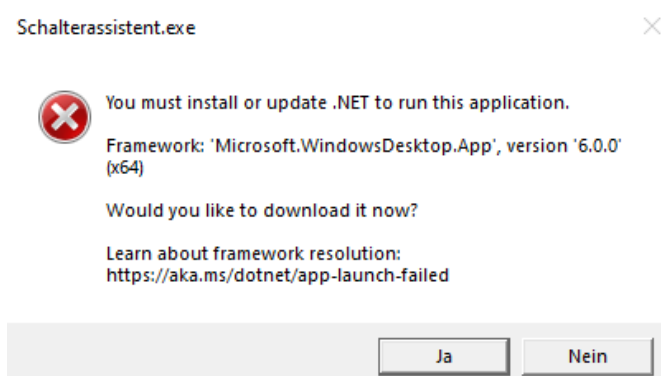 Schalterassistent.exe
You must install or update .NET to run this application.
Framework: 'Microsoft.WindowsDesktop.App', version '6.0.0'
(x64)
Would you like to download it now?
Learn about framework resolution:
https://aka.ms/dotnet/app-launch-failed
Ja
Nein